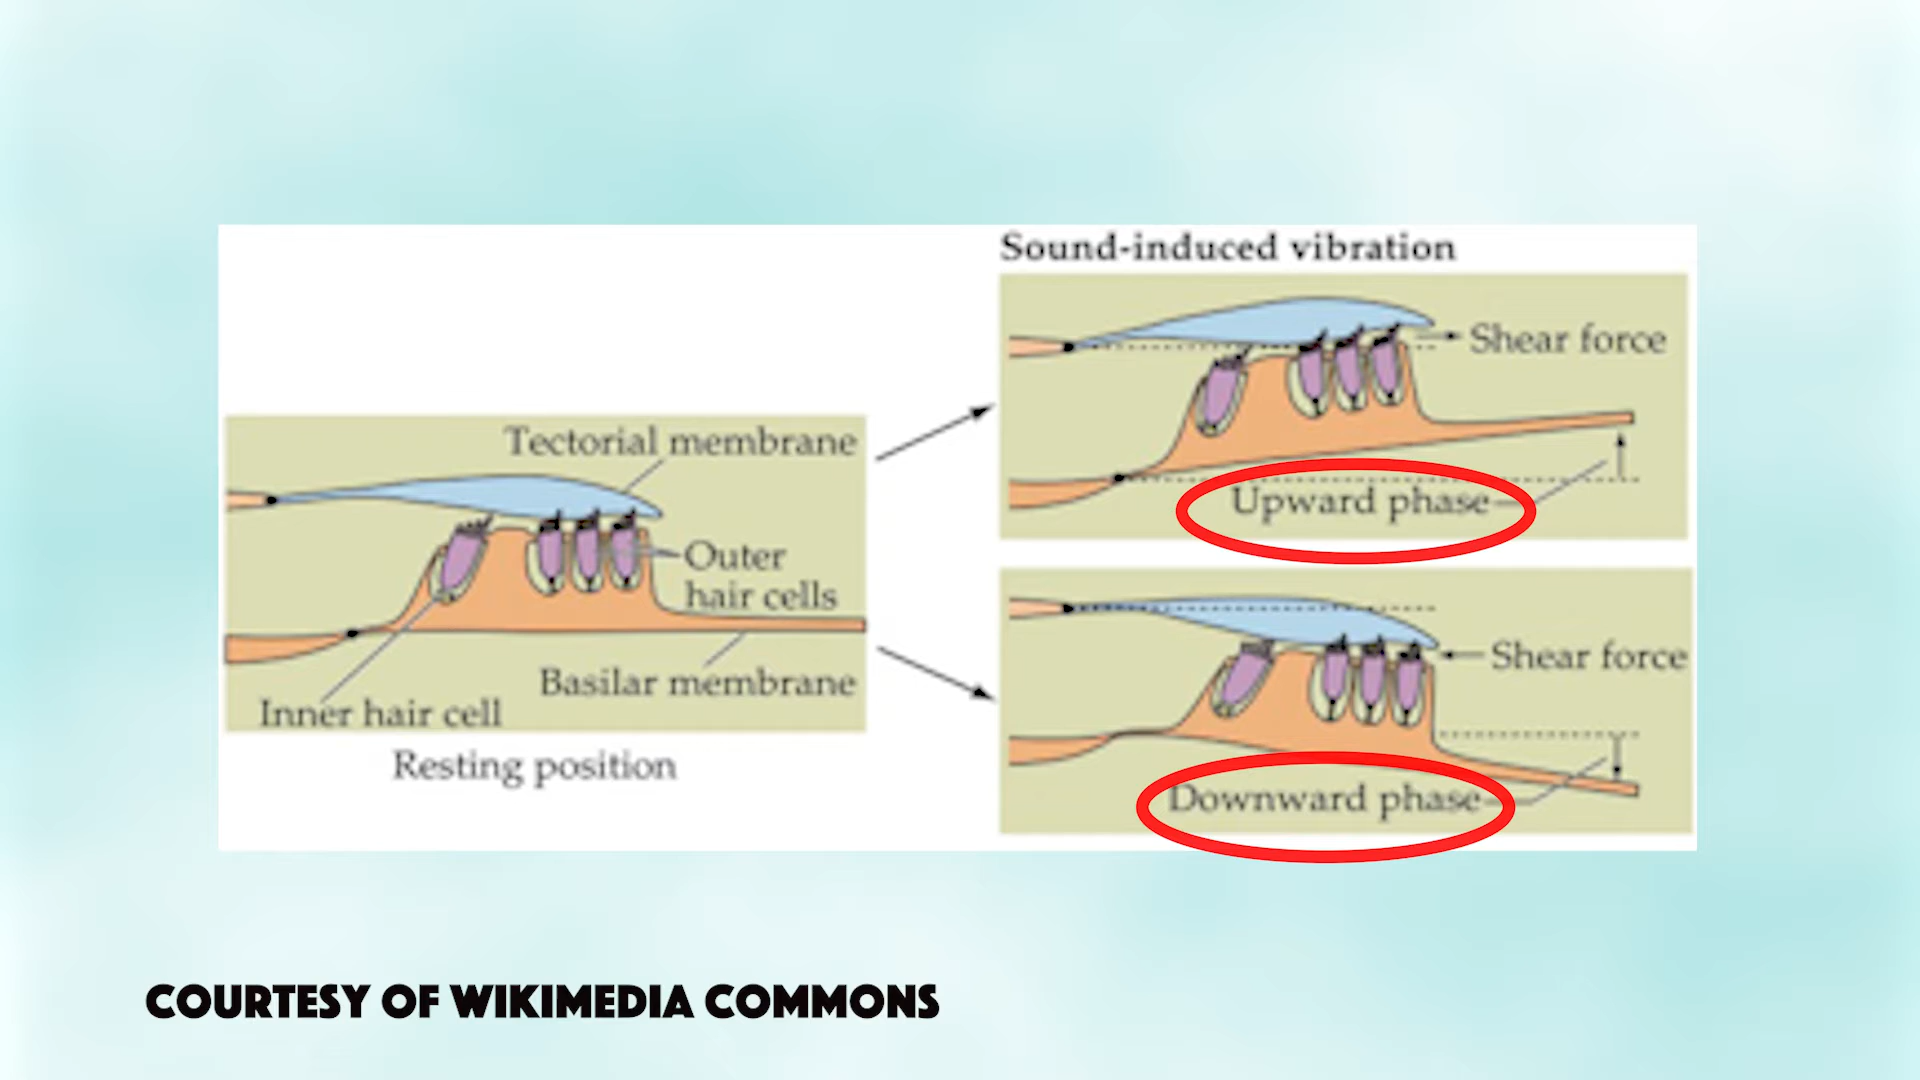 Sound-induced vibration
Shear force
Upward phase
Tectorial membrane
Outer
hair cells
Basilar membrane
Inner hair cell
Resting position
Shear force
Downward phase
COURTESY OF WIKIMEDIA COMMONS